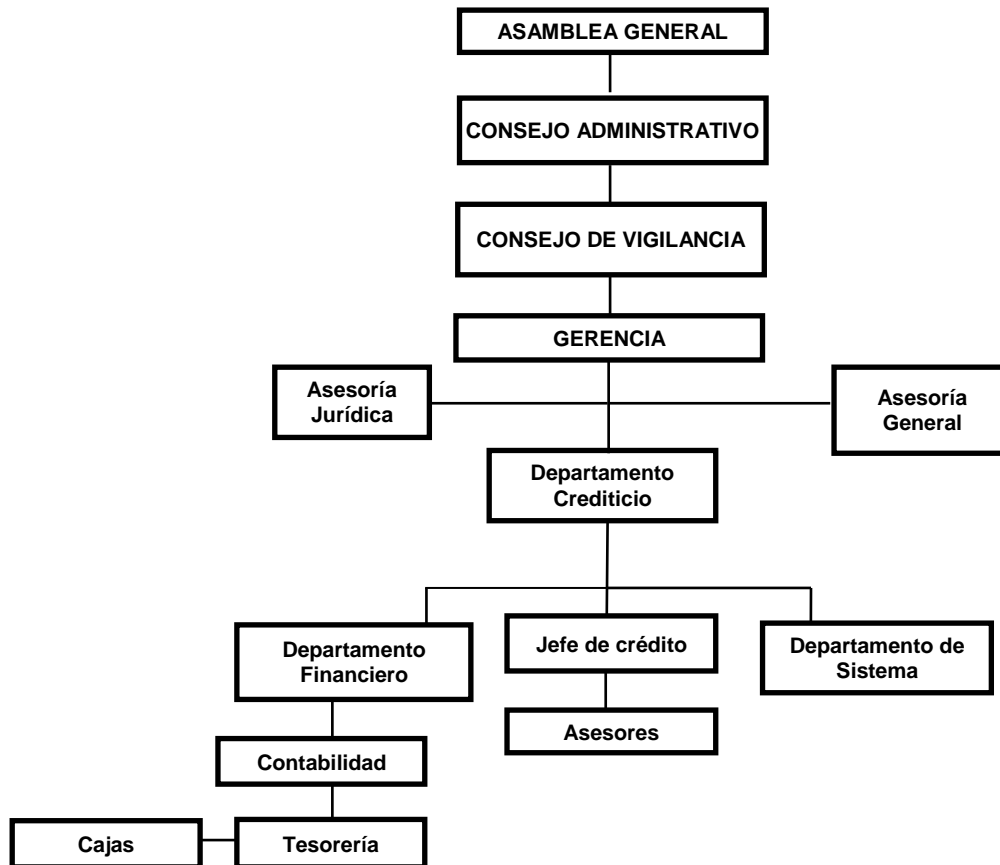 ASAMBLEA GENERAL
CONSEJO ADMINISTRATIVO
CONSEJO DE VIGILANCIA
GERENCIA
Asesoría
Jurídica
Asesoría
General
Departamento
Crediticio
Departamento
Financiero
Jefe de crédito
Departamento de
Sistema
Asesores
Contabilidad
Cajas
Tesorería